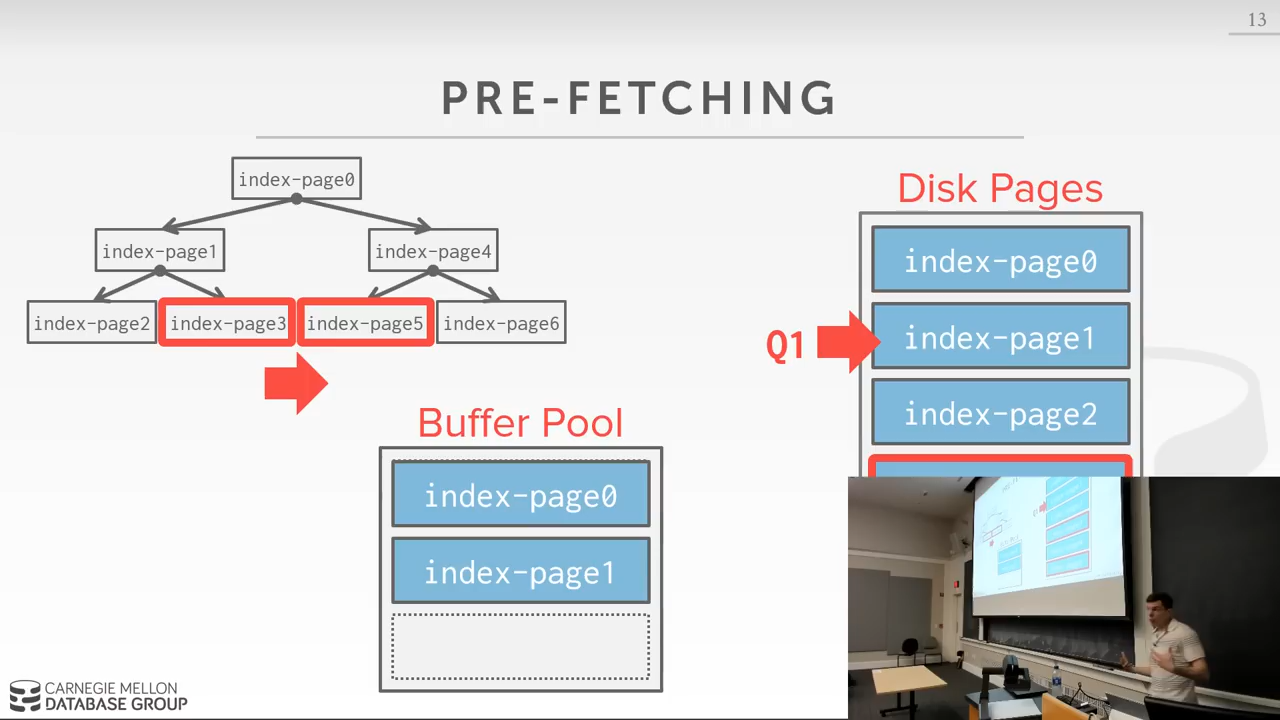 13
PRE-FETCHING
index-page0
index-page1
index-page4
index-page2
index-page3
index-page5
index-page6
Disk Pages
index-page0
index-page1
index-page2
Q1
Buffer Pool
index-page0
index-page1
CARNEGIE MELLON
DATABASE GROUP